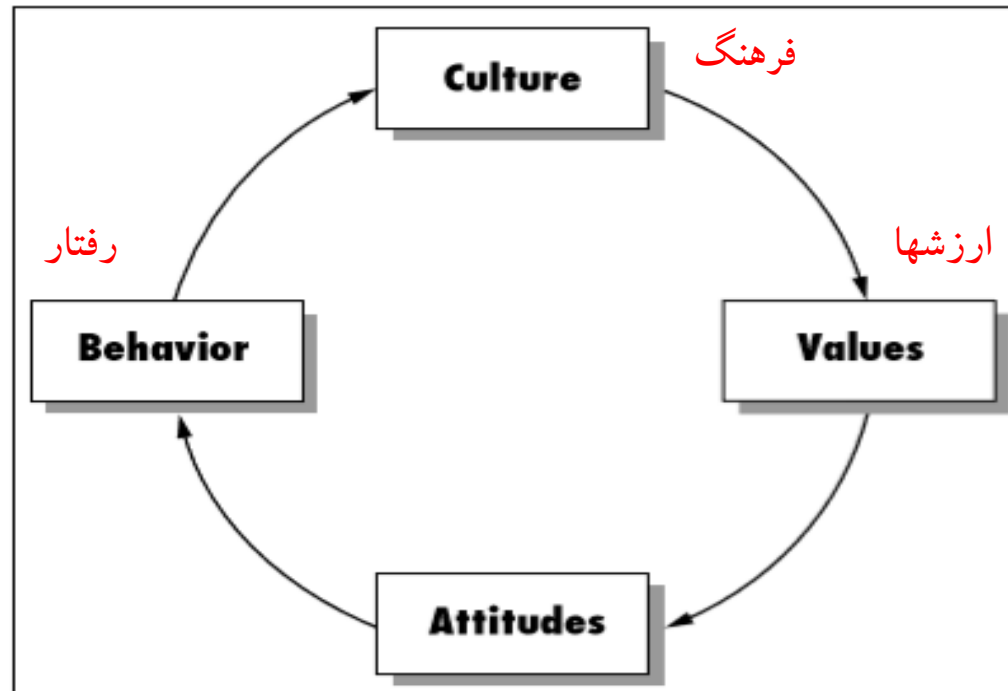 فرهنگ
Culture
رفتار
ارزشها
Behavior
Values
Attitudes